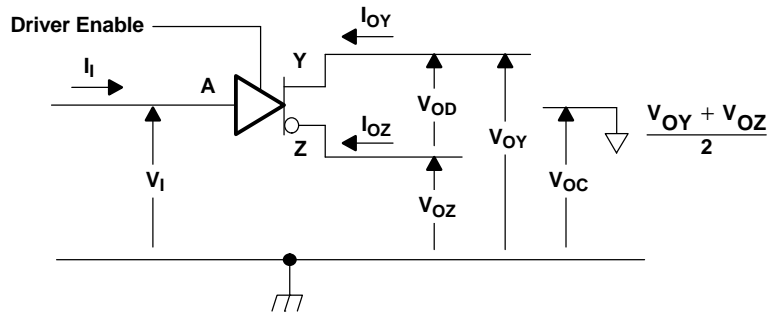 Driver Enable
I_OY
I_I
A
Y
V_OD
V_OY
V_OY + V_OZ
2
I_OZ
Z
V_I
V_OZ
V_OC